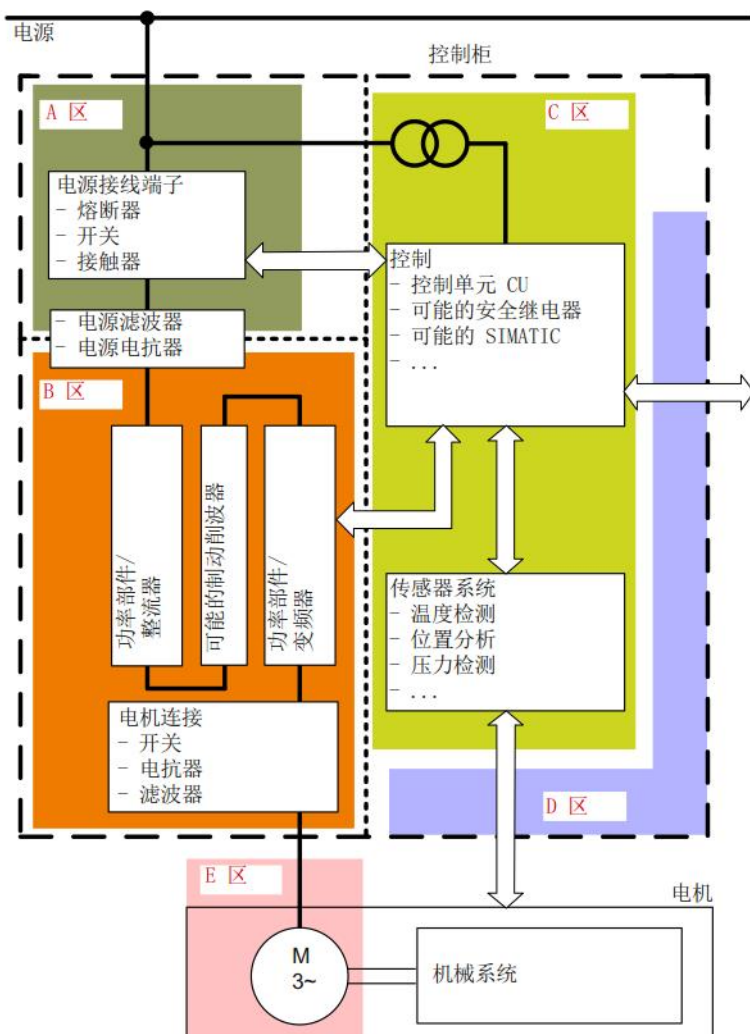 电源
控制柜
A 区
C 区
电源接线端子
- 熔断器
- 开关
- 接触器
控制
- 控制单元 CU
- 可能的安全继电器
- 可能的 SIMATIC
- ...
- 电源滤波器
- 电源电抗器
B 区
功率部件/
整流器
可能的制动削波器
功率部件/
变频器
传感器系统
- 温度检测
- 位置分析
- 压力检测
- ...
电机连接
- 开关
- 电抗器
- 滤波器
D 区
E 区
电机
M
3~
机械系统